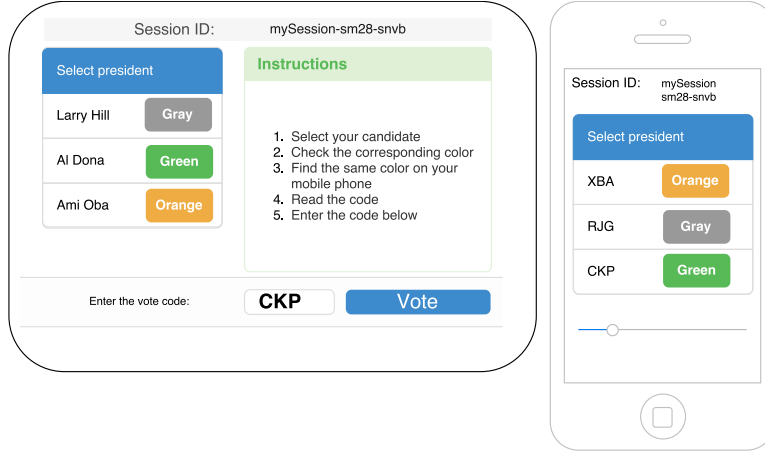 Session ID: mySession-sm28-snvb
Select president
Larry Hill Gray
Al Dona Green
Ami Oba Orange
Instructions
1. Select your candidate
2. Check the corresponding color
3. Find the same color on your
mobile phone
4. Read the code
5. Enter the code below
Enter the vote code: CKP Vote
Session ID: mySession
sm28-snvb
Select president
XBA Orange
RJG Gray
CKP Green